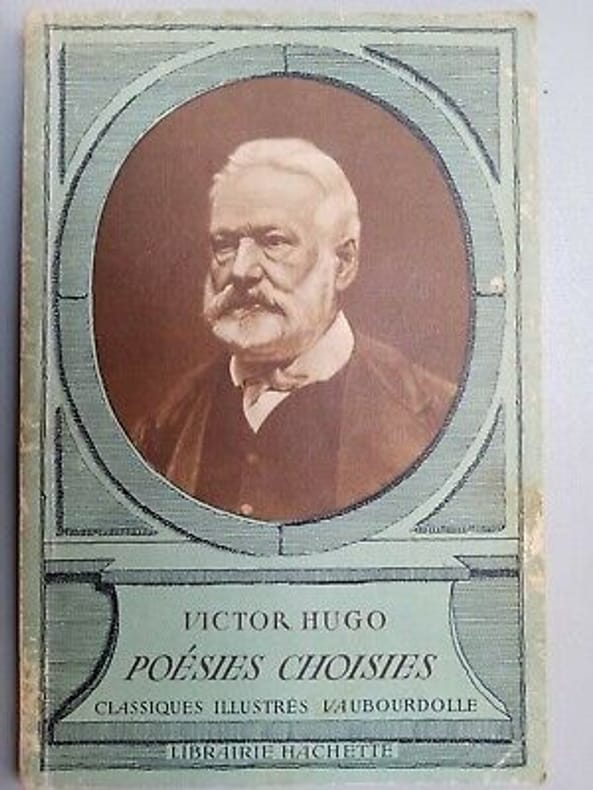 VICTOR HUGO
POÉSIES CHOISIES
CLASSIQUES ILLUSTRÉS VAUBOURDOLLE
LIBRAIRIE HACHETTE